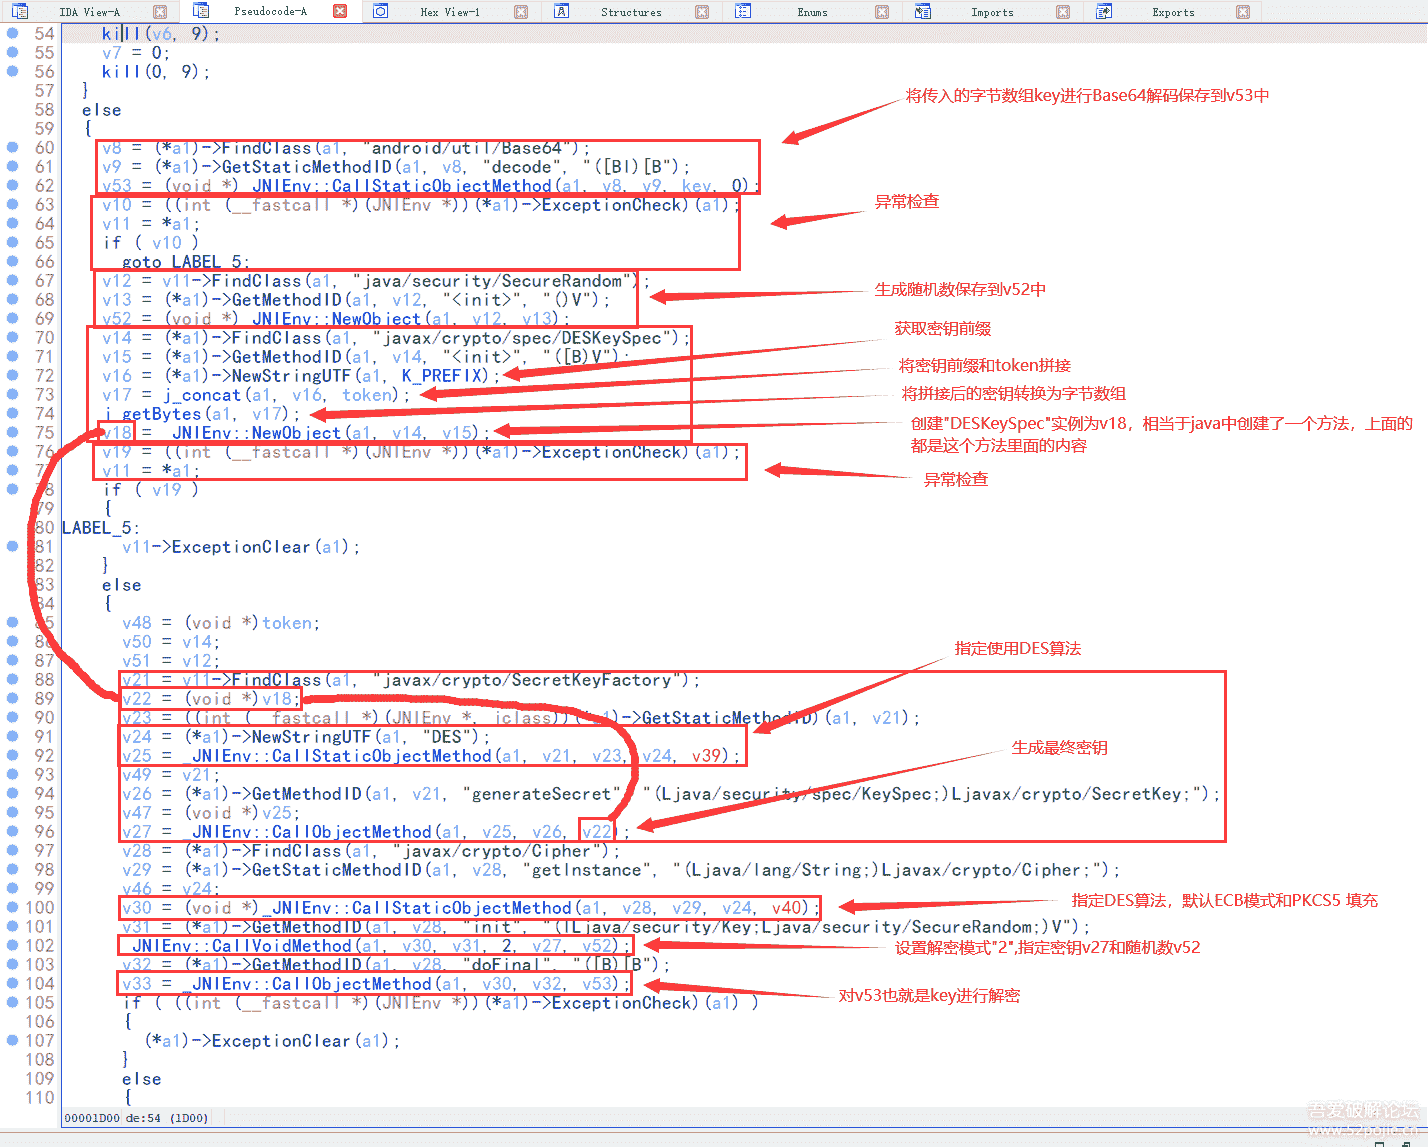 IDA View-A
Pseudocode-A
Hex View-1
Structures
Enums
Imports
Exports
54 kill(v6, 9);
55 v7 = 0;
56 kill(0, 9);
57 }
58 else
59 {
将传入的字节数组key进行Base64解码保存到v53中
60 v8 = (*a1)->FindClass(a1, "android/util/Base64");
61 v9 = (*a1)->GetStaticMethodID(a1, v8, "decode", "([BI)[B");
62 v53 = (void *)_JNIEnv::CallStaticObjectMethod(a1, v8, v9, key, 0);
63 v10 = ((int (__fastcall *)(JNIEnv *))(*a1)->ExceptionCheck)(a1);
异常检查
64 v11 = *a1;
65 if ( v10 )
66 goto LABEL_5;
67 v12 = v11->FindClass(a1, "java/security/SecureRandom");
68 v13 = (*a1)->GetMethodID(a1, v12, "<init>", "()V");
生成随机数保存到v52中
69 v52 = (void *)_JNIEnv::NewObject(a1, v12, v13);
70 v14 = (*a1)->FindClass(a1, "javax/crypto/spec/DESKeySpec");
获取密钥前缀
71 v15 = (*a1)->GetMethodID(a1, v14, "<init>", "([B)V");
72 v16 = (*a1)->NewStringUTF(a1, K_PREFIX);
将密钥前缀和token拼接
73 v17 = j_concat(a1, v16, token);
将拼接后的密钥转换为字节数组
74 j_getBytes(a1, v17);
75 v18 = _JNIEnv::NewObject(a1, v14, v15);
创建"DESKeySpec"实例为v18，相当于java中创建了一个方法，上面的
都是这个方法里面的内容
76 v19 = ((int (__fastcall *)(JNIEnv *))(*a1)->ExceptionCheck)(a1);
77 v11 = *a1;
异常检查
78 if ( v19 )
79 {
80 LABEL_5:
81 v11->ExceptionClear(a1);
82 }
83 else
84 {
85 v48 = (void *)token;
86 v50 = v14;
87 v51 = v12;
指定使用DES算法
88 v21 = v11->FindClass(a1, "javax/crypto/SecretKeyFactory");
89 v22 = (void *)v18;
90 v23 = ((int (__fastcall *)(JNIEnv *, jclass))(*a1)->GetStaticMethodID)(a1, v21);
91 v24 = (*a1)->NewStringUTF(a1, "DES");
92 v25 = _JNIEnv::CallStaticObjectMethod(a1, v21, v23, v24, v39);
生成最终密钥
93 v49 = v21;
94 v26 = (*a1)->GetMethodID(a1, v21, "generateSecret", "(Ljava/security/spec/KeySpec;)Ljavax/crypto/SecretKey;");
95 v47 = (void *)v25;
96 v27 = _JNIEnv::CallObjectMethod(a1, v25, v26, v22);
97 v28 = (*a1)->FindClass(a1, "javax/crypto/Cipher");
98 v29 = (*a1)->GetStaticMethodID(a1, v28, "getInstance", "(Ljava/lang/String;)Ljavax/crypto/Cipher;");
99 v46 = v24;
100 v30 = (void *)_JNIEnv::CallStaticObjectMethod(a1, v28, v29, v24, v40);
指定DES算法，默认ECB模式和PKCS5 填充
101 v31 = (*a1)->GetMethodID(a1, v28, "init", "(ILjava/security/Key;Ljava/security/SecureRandom;)V");
102 _JNIEnv::CallVoidMethod(a1, v30, v31, 2, v27, v52);
设置解密模式"2",指定密钥v27和随机数v52
103 v32 = (*a1)->GetMethodID(a1, v28, "doFinal", "([B)[B");
104 v33 = _JNIEnv::CallObjectMethod(a1, v30, v32, v53);
对v53也就是key进行解密
105 if ( ((int (__fastcall *)(JNIEnv *))(*a1)->ExceptionCheck)(a1) )
106 {
107 (*a1)->ExceptionClear(a1);
108 }
109 else
110 {
00001D00 de:54 (1D00)
吾爱破解论坛
www.52pojie.cn